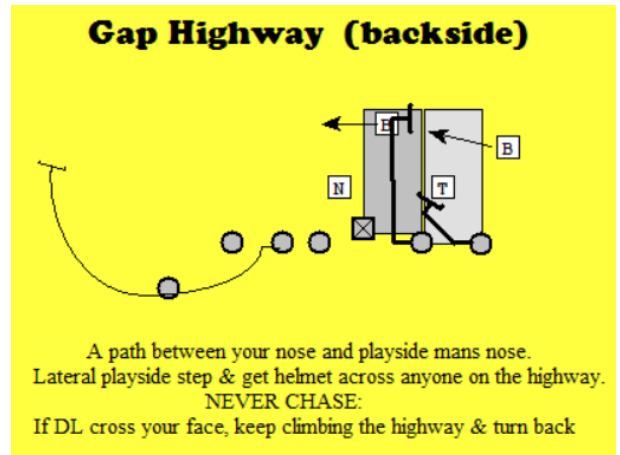 Gap Highway (backside)
B
B
N
T
A path between your nose and playside mans nose.
Lateral playside step & get helmet across anyone on the highway.
NEVER CHASE:
If DL cross your face, keep climbing the highway & turn back